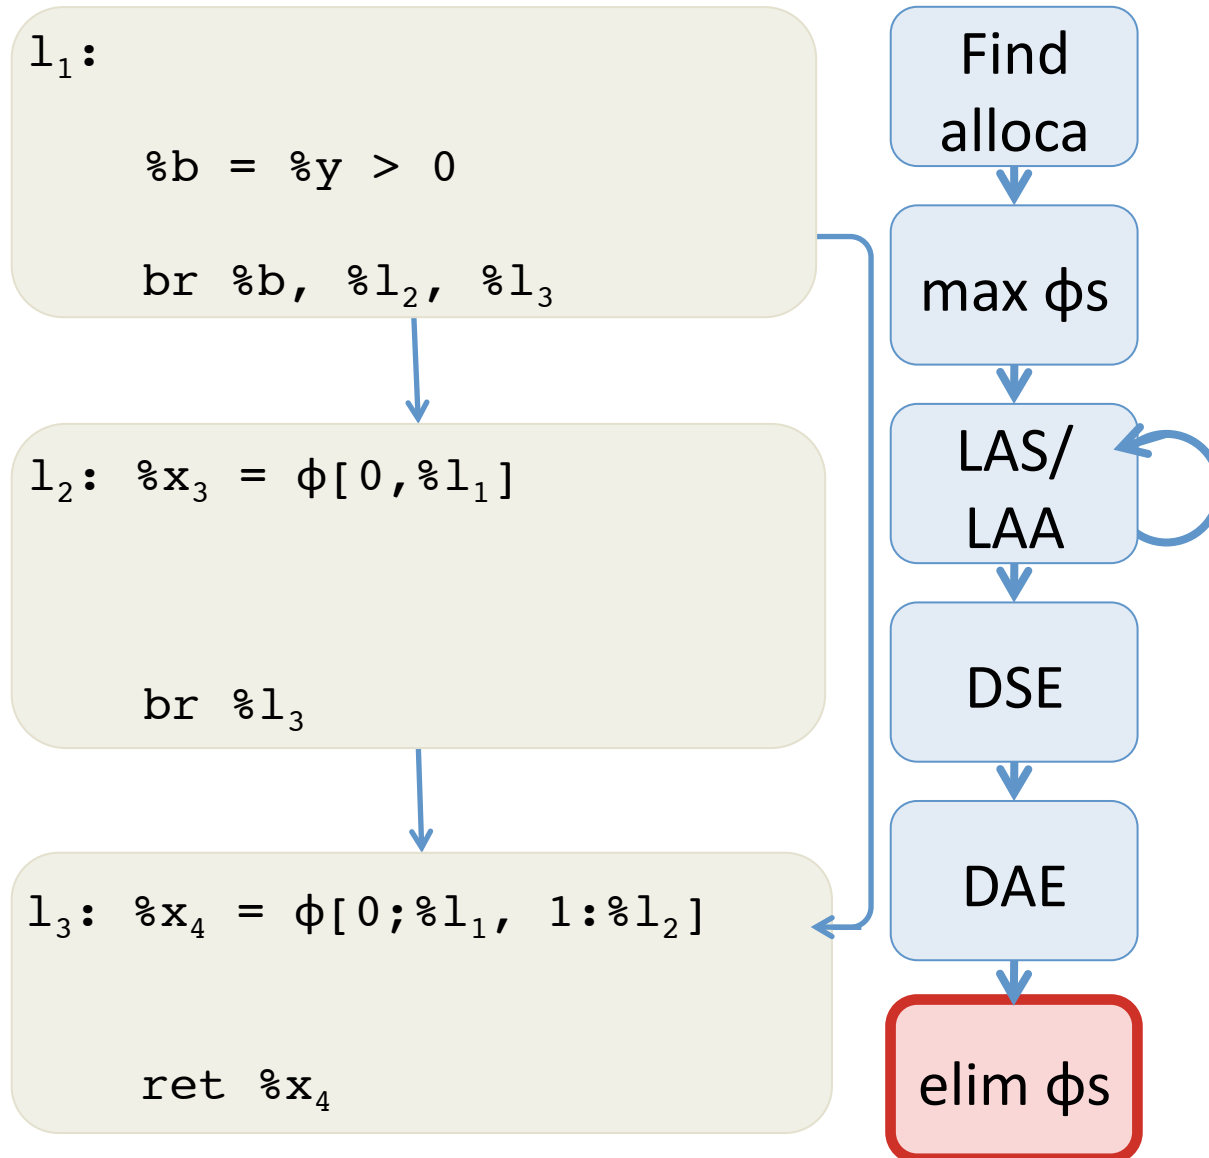 l₁:
%b = %y > 0
br %b, %l₂, %l₃
l₂: %x₃ = ϕ[0,%l₁]
br %l₃
l₃: %x₄ = ϕ[0;%l₁, 1:%l₂]
ret %x₄
Find
alloca
max ϕs
LAS/
LAA
DSE
DAE
elim ϕs